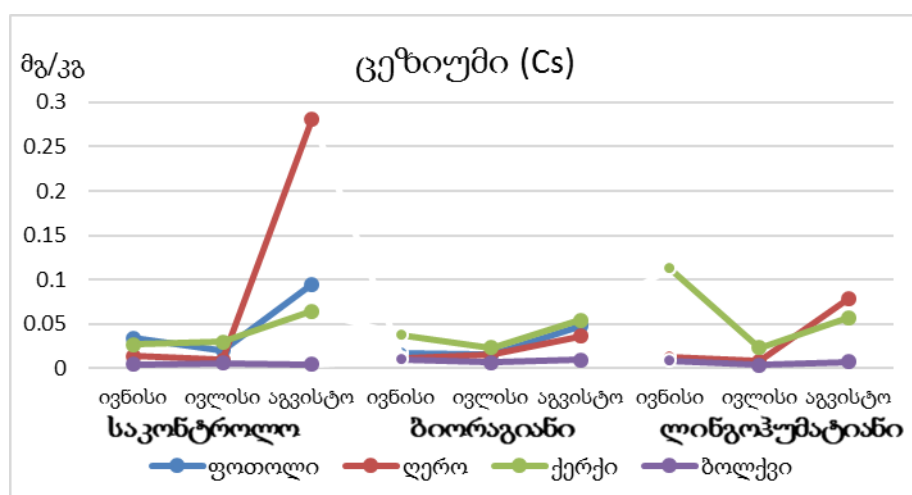 მგ/კგ
ცეზიუმი (Cs)
0.3
0.25
0.2
0.15
0.1
0.05
0
ივნისი ივლისი აგვისტო ივნისი ივლისი აგვისტო ივნისი ივლისი აგვისტო
საკონტროლო ბიორაგიანი ლინგოჰუმატიანი
ფოთოლი ღერო ქერქი ბოლქვი